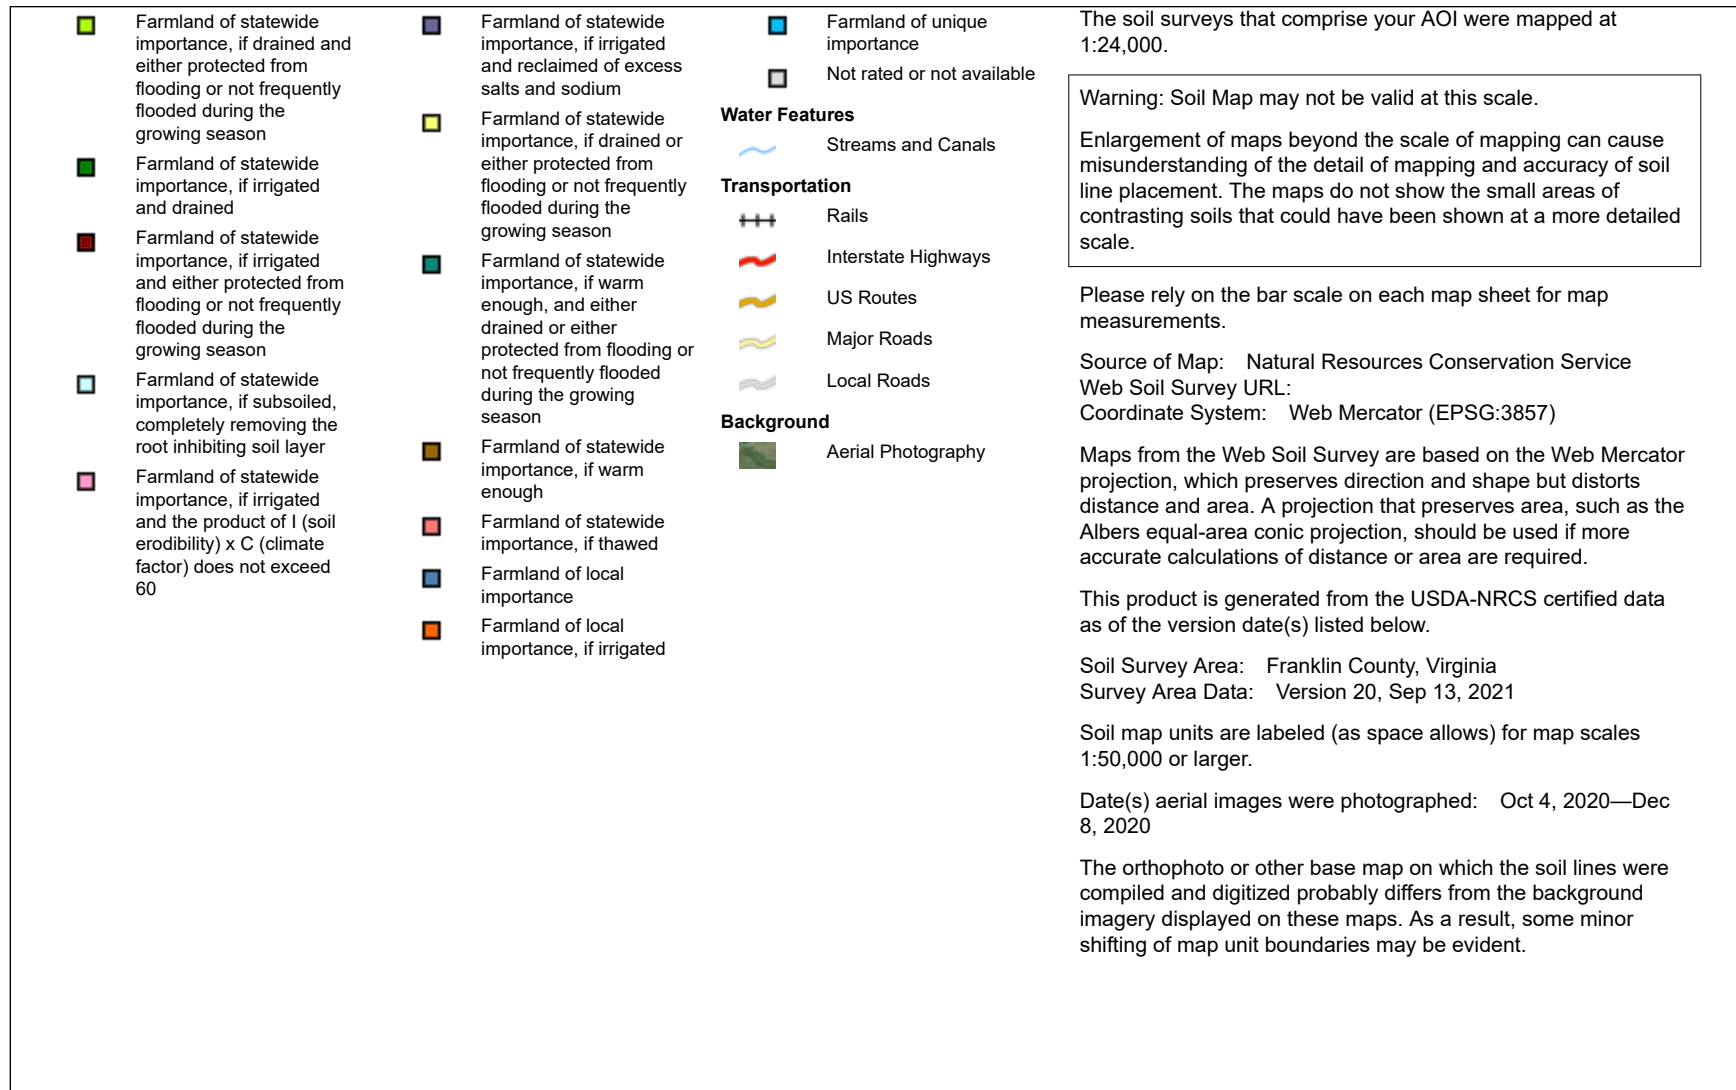 Farmland of statewide
importance, if drained and
either protected from
flooding or not frequently
flooded during the
growing season
Farmland of statewide
importance, if irrigated
and drained
Farmland of statewide
importance, if irrigated
and either protected from
flooding or not frequently
flooded during the
growing season
Farmland of statewide
importance, if subsoiled,
completely removing the
root inhibiting soil layer
Farmland of statewide
importance, if irrigated
and the product of I (soil
erodibility) x C (climate
factor) does not exceed
60
Farmland of statewide
importance, if irrigated
and reclaimed of excess
salts and sodium
Farmland of statewide
importance, if drained or
either protected from
flooding or not frequently
flooded during the
growing season
Farmland of statewide
importance, if warm
enough, and either
drained or either
protected from flooding or
not frequently flooded
during the growing
season
Farmland of statewide
importance, if warm
enough
Farmland of statewide
importance, if thawed
Farmland of local
importance
Farmland of local
importance, if irrigated
Farmland of unique
importance
Not rated or not available
Water Features
Streams and Canals
Transportation
Rails
Interstate Highways
US Routes
Major Roads
Local Roads
Background
Aerial Photography
The soil surveys that comprise your AOI were mapped at
1:24,000.
Warning: Soil Map may not be valid at this scale.
Enlargement of maps beyond the scale of mapping can cause
misunderstanding of the detail of mapping and accuracy of soil
line placement. The maps do not show the small areas of
contrasting soils that could have been shown at a more detailed
scale.
Please rely on the bar scale on each map sheet for map
measurements.
Source of Map: Natural Resources Conservation Service
Web Soil Survey URL:
Coordinate System: Web Mercator (EPSG:3857)
Maps from the Web Soil Survey are based on the Web Mercator
projection, which preserves direction and shape but distorts
distance and area. A projection that preserves area, such as the
Albers equal-area conic projection, should be used if more
accurate calculations of distance or area are required.
This product is generated from the USDA-NRCS certified data
as of the version date(s) listed below.
Soil Survey Area: Franklin County, Virginia
Survey Area Data: Version 20, Sep 13, 2021
Soil map units are labeled (as space allows) for map scales
1:50,000 or larger.
Date(s) aerial images were photographed: Oct 4, 2020—Dec
8, 2020
The orthophoto or other base map on which the soil lines were
compiled and digitized probably differs from the background
imagery displayed on these maps. As a result, some minor
shifting of map unit boundaries may be evident.